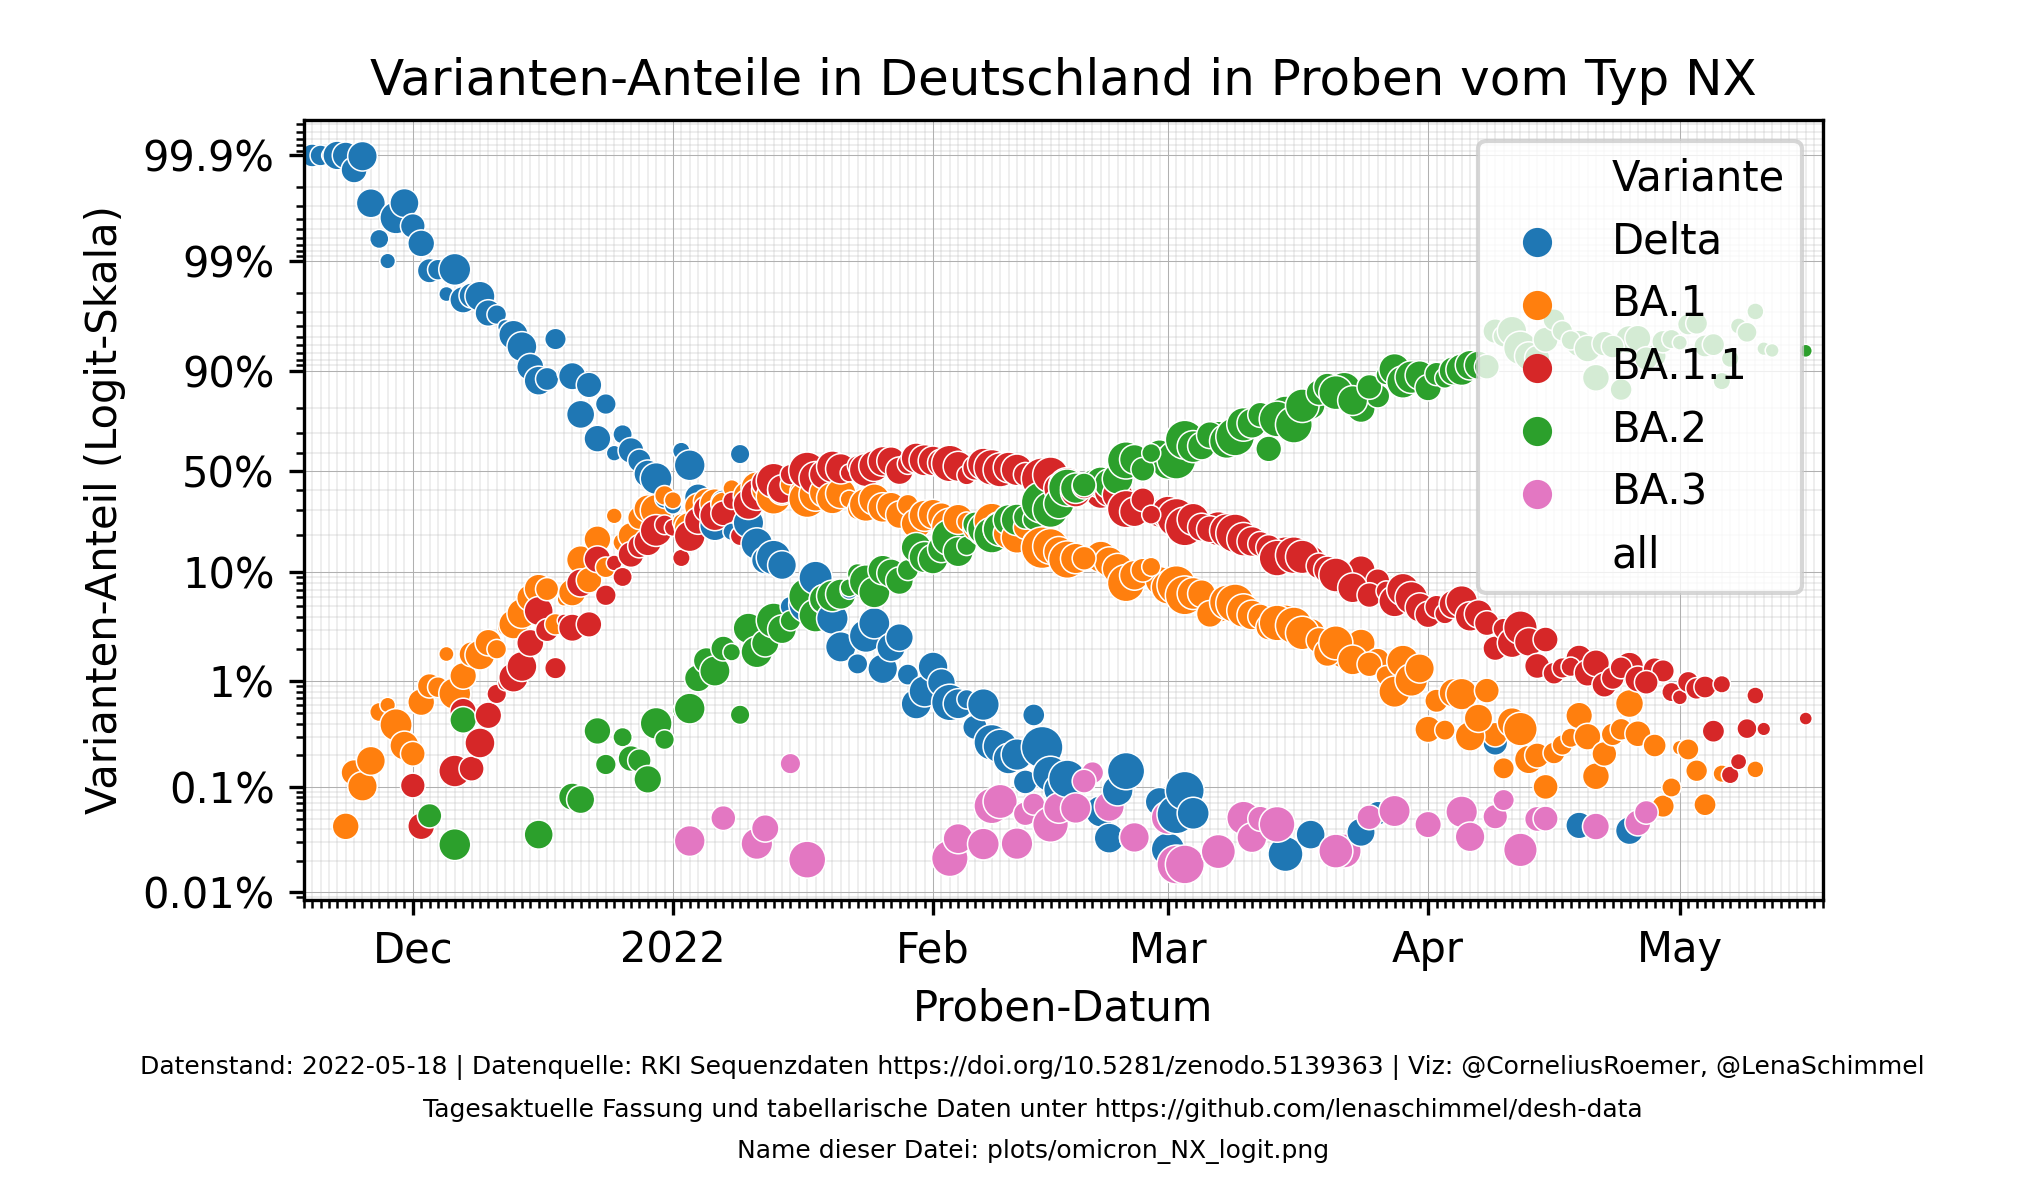 Varianten-Anteile in Deutschland in Proben vom Typ NX
Varianten-Anteil (Logit-Skala)
99.9%
99%
90%
50%
10%
1%
0.1%
0.01%
Variante
Delta
BA.1
BA.1.1
BA.2
BA.3
all
Dec 2022 Feb Mar Apr May
Proben-Datum
Datenstand: 2022-05-18 | Datenquelle: RKI Sequenzdaten https://doi.org/10.5281/zenodo.5139363 | Viz: @CorneliusRoemer, @LenaSchimmel
Tagesaktuelle Fassung und tabellarische Daten unter https://github.com/lenaschimmel/desh-data
Name dieser Datei: plots/omicron_NX_logit.png